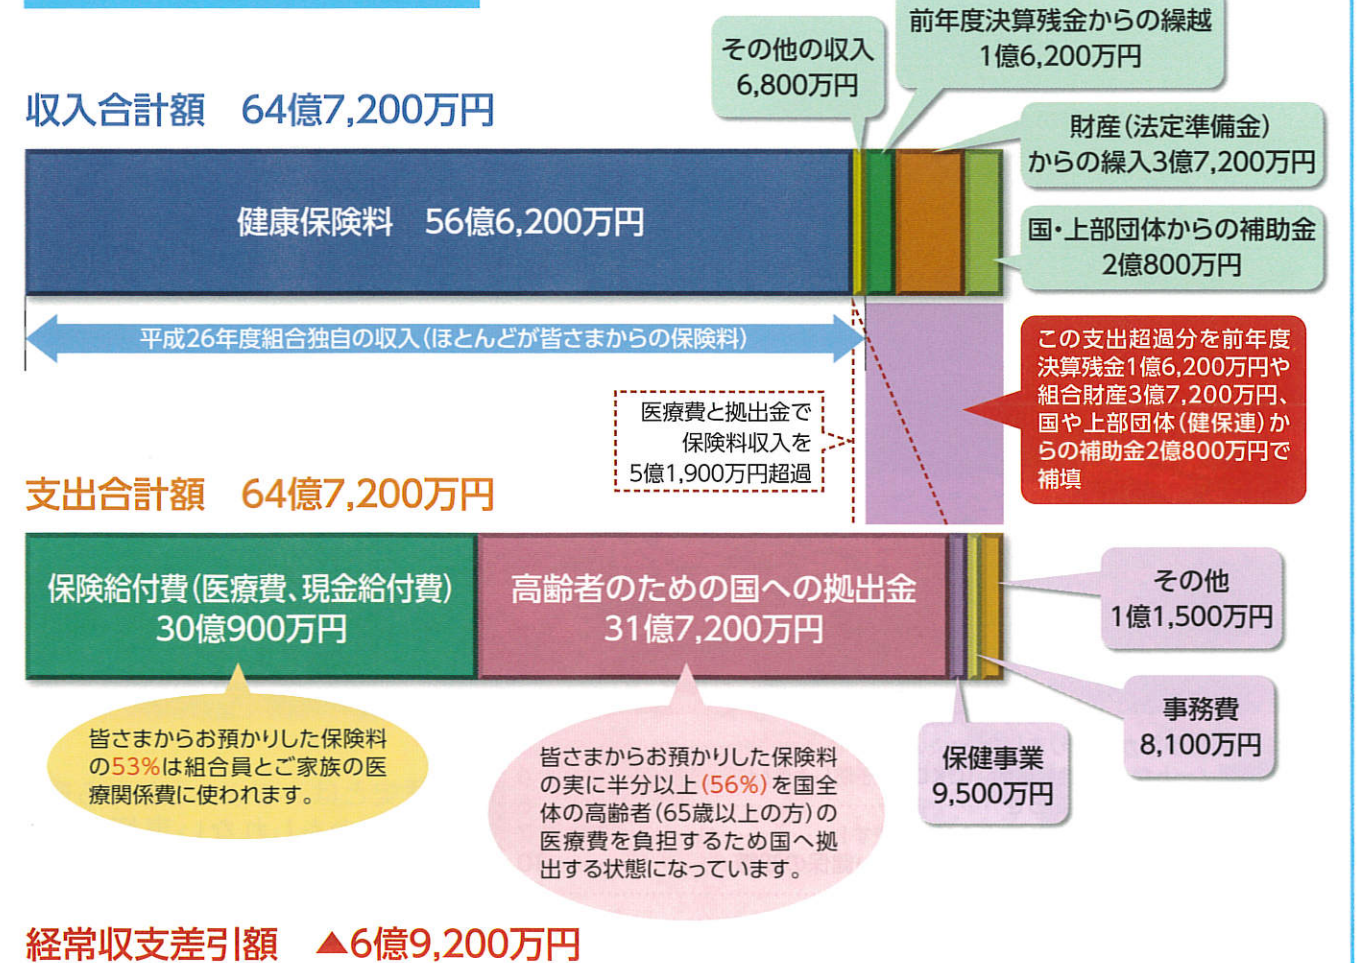 前年度決算残金からの繰越
1億6,200万円
その他の収入
6,800万円
収入合計額　64億7,200万円
財産（法定準備金）
からの繰入3億7,200万円
健康保険料　56億6,200万円
国・上部団体からの補助金
2億800万円
平成26年度組合独自の収入（ほとんどが皆さまからの保険料）
この支出超過分を前年度
決算残金1億6,200万円や
組合財産3億7,200万円、
国や上部団体（健保連）か
らの補助金2億800万円で
補填
医療費と拠出金で
保険料収入を
5億1,900万円超過
支出合計額　64億7,200万円
保険給付費（医療費、現金給付費）
30億900万円
高齢者のための国への拠出金
31億7,200万円
その他
1億1,500万円
事務費
8,100万円
保健事業
9,500万円
皆さまからお預かりした保険料
の53%は組合員とご家族の医
療関係費に使われます。
皆さまからお預かりした保険料
の実に半分以上（56%）を国全
体の高齢者（65歳以上の方）の
医療費を負担するため国へ拠
出する状態になっています。
経常収支差引額　▲6億9,200万円